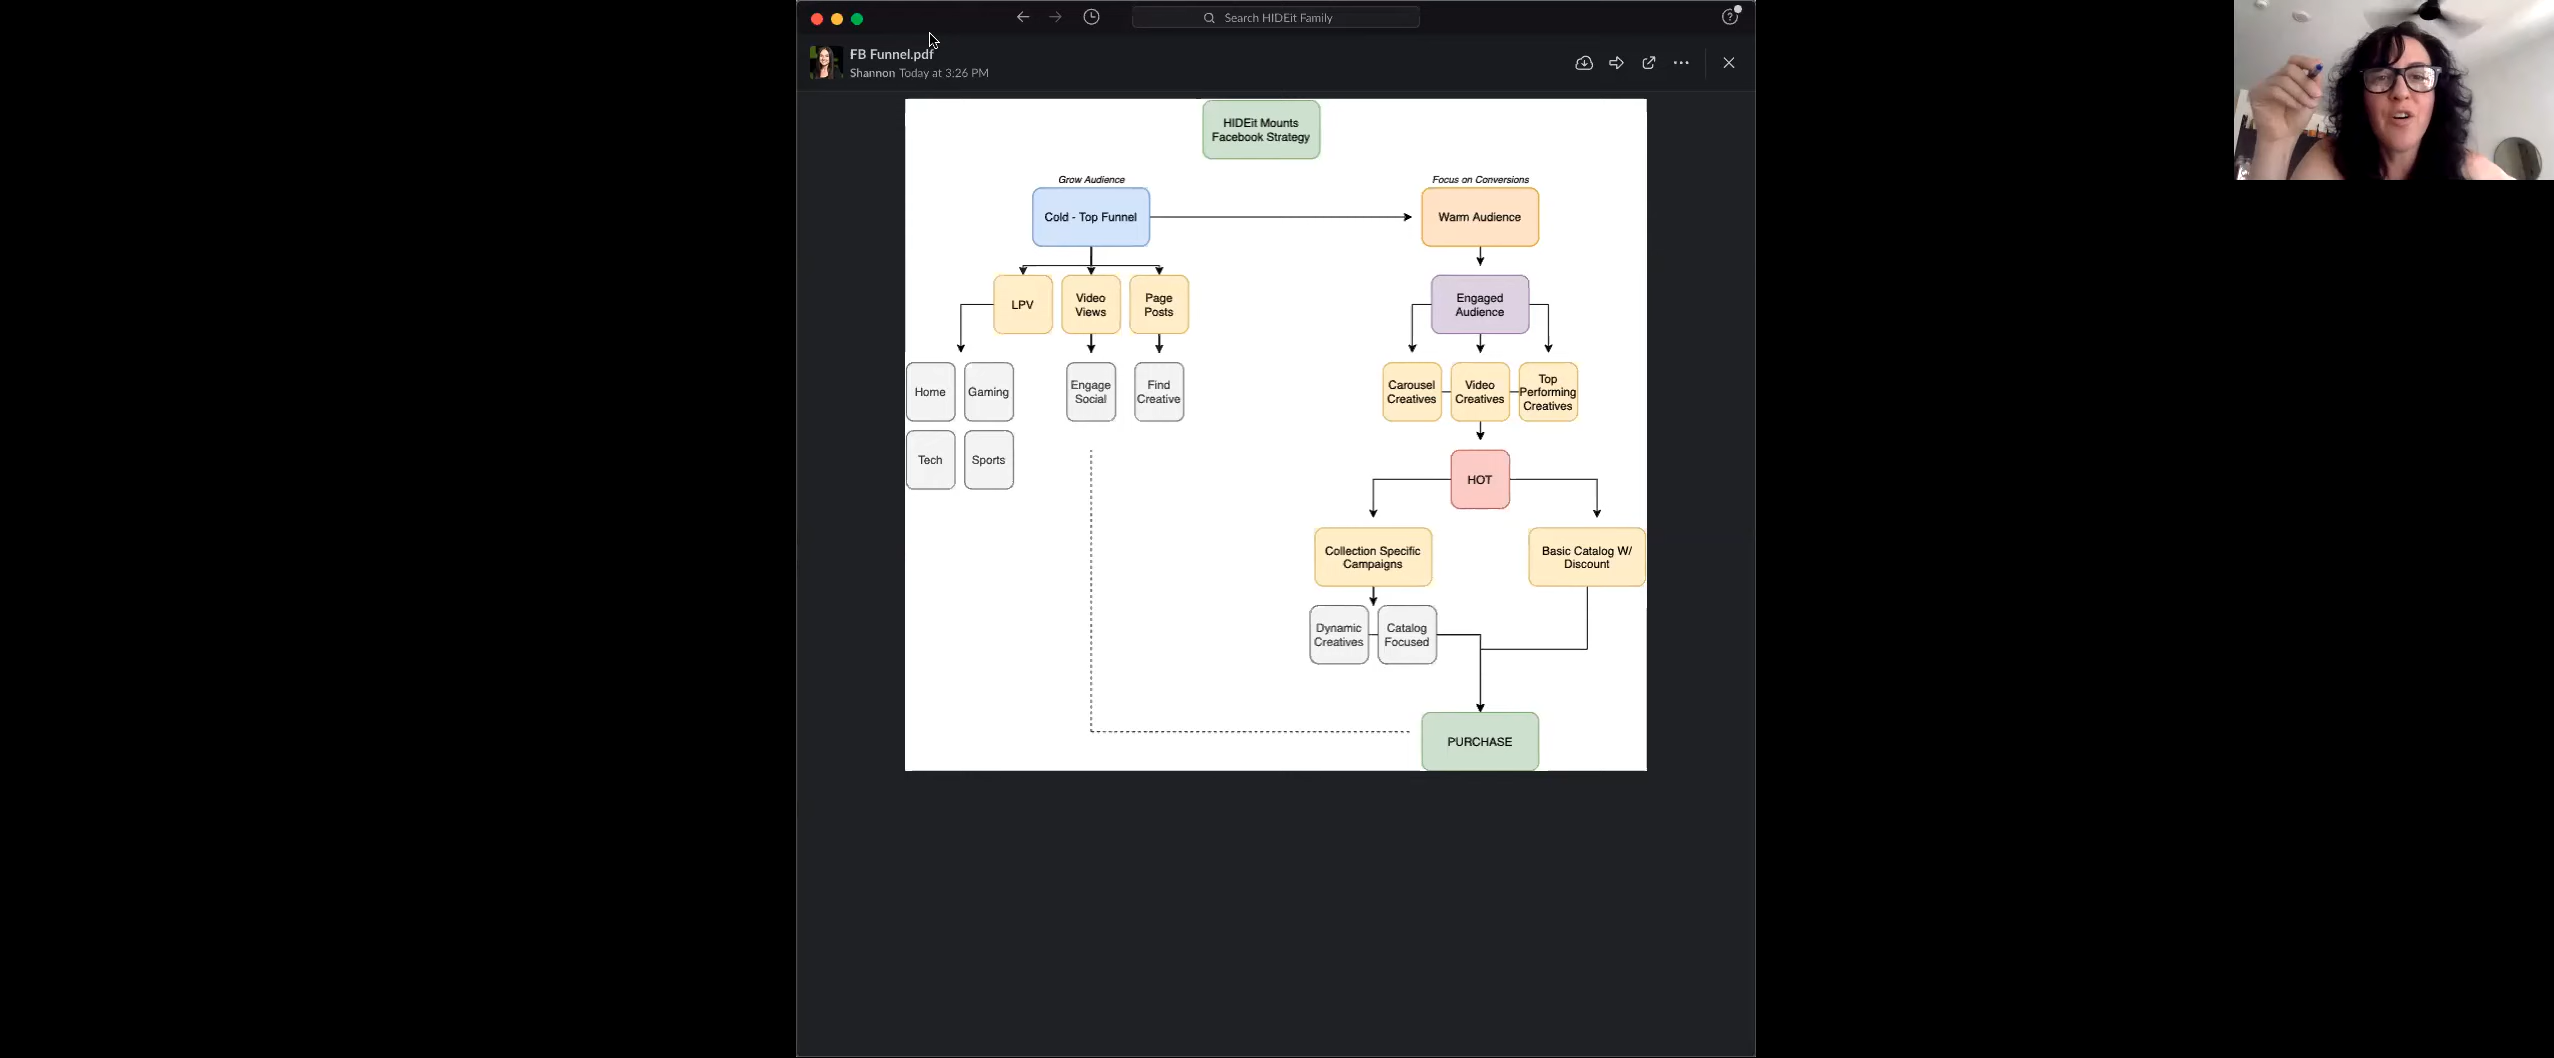 Search HIDEit Family
FB Funnel.pdf
Shannon Today at 3:26 PM
HIDEit Mounts
Facebook Strategy
Grow Audience
Focus on Conversions
Cold - Top Funnel
Warm Audience
LPV
Video
Views
Page
Posts
Engaged
Audience
Home
Gaming
Engage
Social
Find
Creative
Carousel
Creatives
Video
Creatives
Top
Performing
Creatives
Tech
Sports
HOT
Collection Specific
Campaigns
Basic Catalog W/
Discount
Dynamic
Creatives
Catalog
Focused
PURCHASE